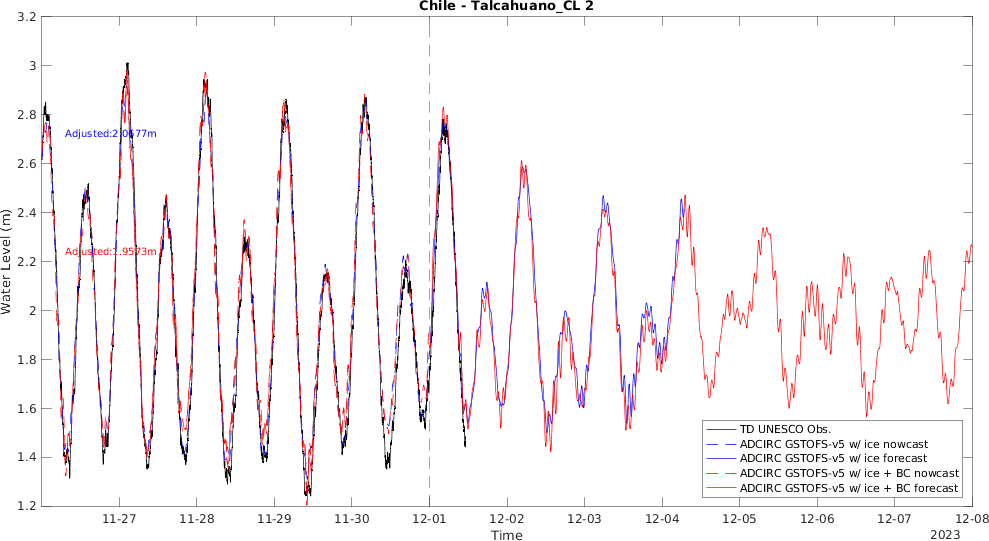 Chile - Talcahuano_CL 2
3.2
3
2.8
2.6
2.4
2.2
2
1.8
1.6
1.4
1.2
Water Level (m)
Adjusted:2.0677m
Adjusted:1.9573m
TD UNESCO Obs.
ADCIRC GSTOFS-v5 w/ ice nowcast
ADCIRC GSTOFS-v5 w/ ice forecast
ADCIRC GSTOFS-v5 w/ ice + BC nowcast
ADCIRC GSTOFS-v5 w/ ice + BC forecast
11-27 11-28 11-29 11-30 12-01 12-02 12-03 12-04 12-05 12-06 12-07 12-08
Time
2023